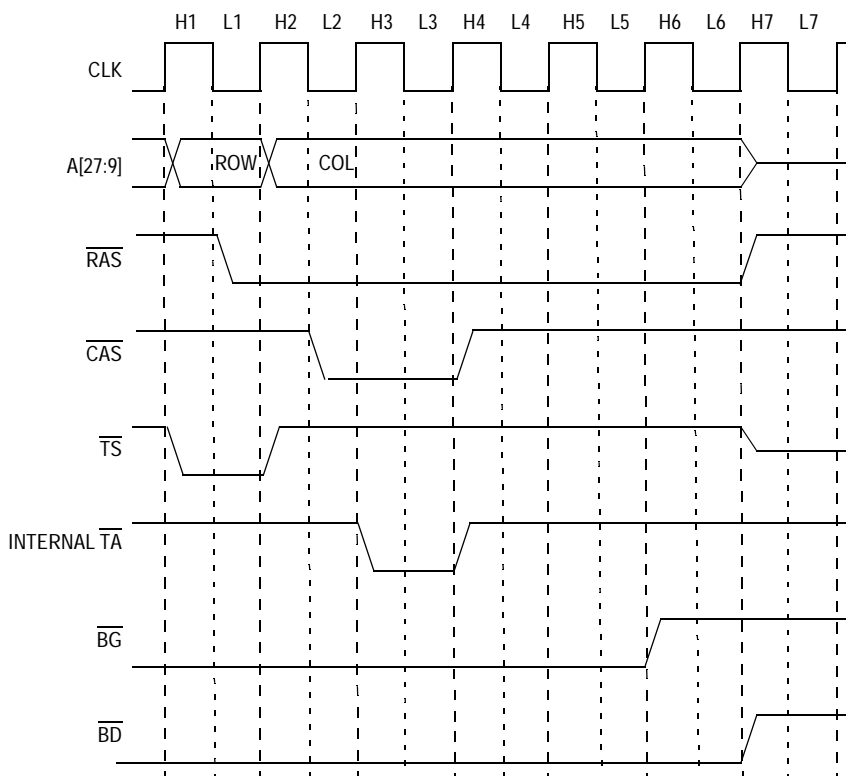 H1 L1 H2 L2 H3 L3 H4 L4 H5 L5 H6 L6 H7 L7
CLK
A[27:9] ROW COL
RAS
CAS
TS
INTERNAL TA
BG
BD